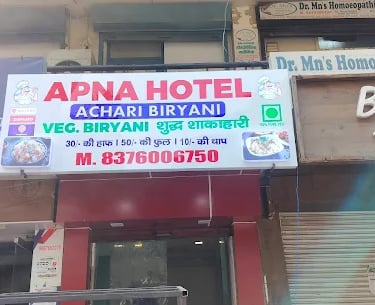 Dr. Mn's Homoeopathi
Dr. Mn's Homo
APNA HOTEL
ACHARI BIRYANI
VEG. BIRYANI शुद्ध शाकाहारी
30/- की हाफ । 50/- की फुल । 10/- की चाप
M. 8376006750
B